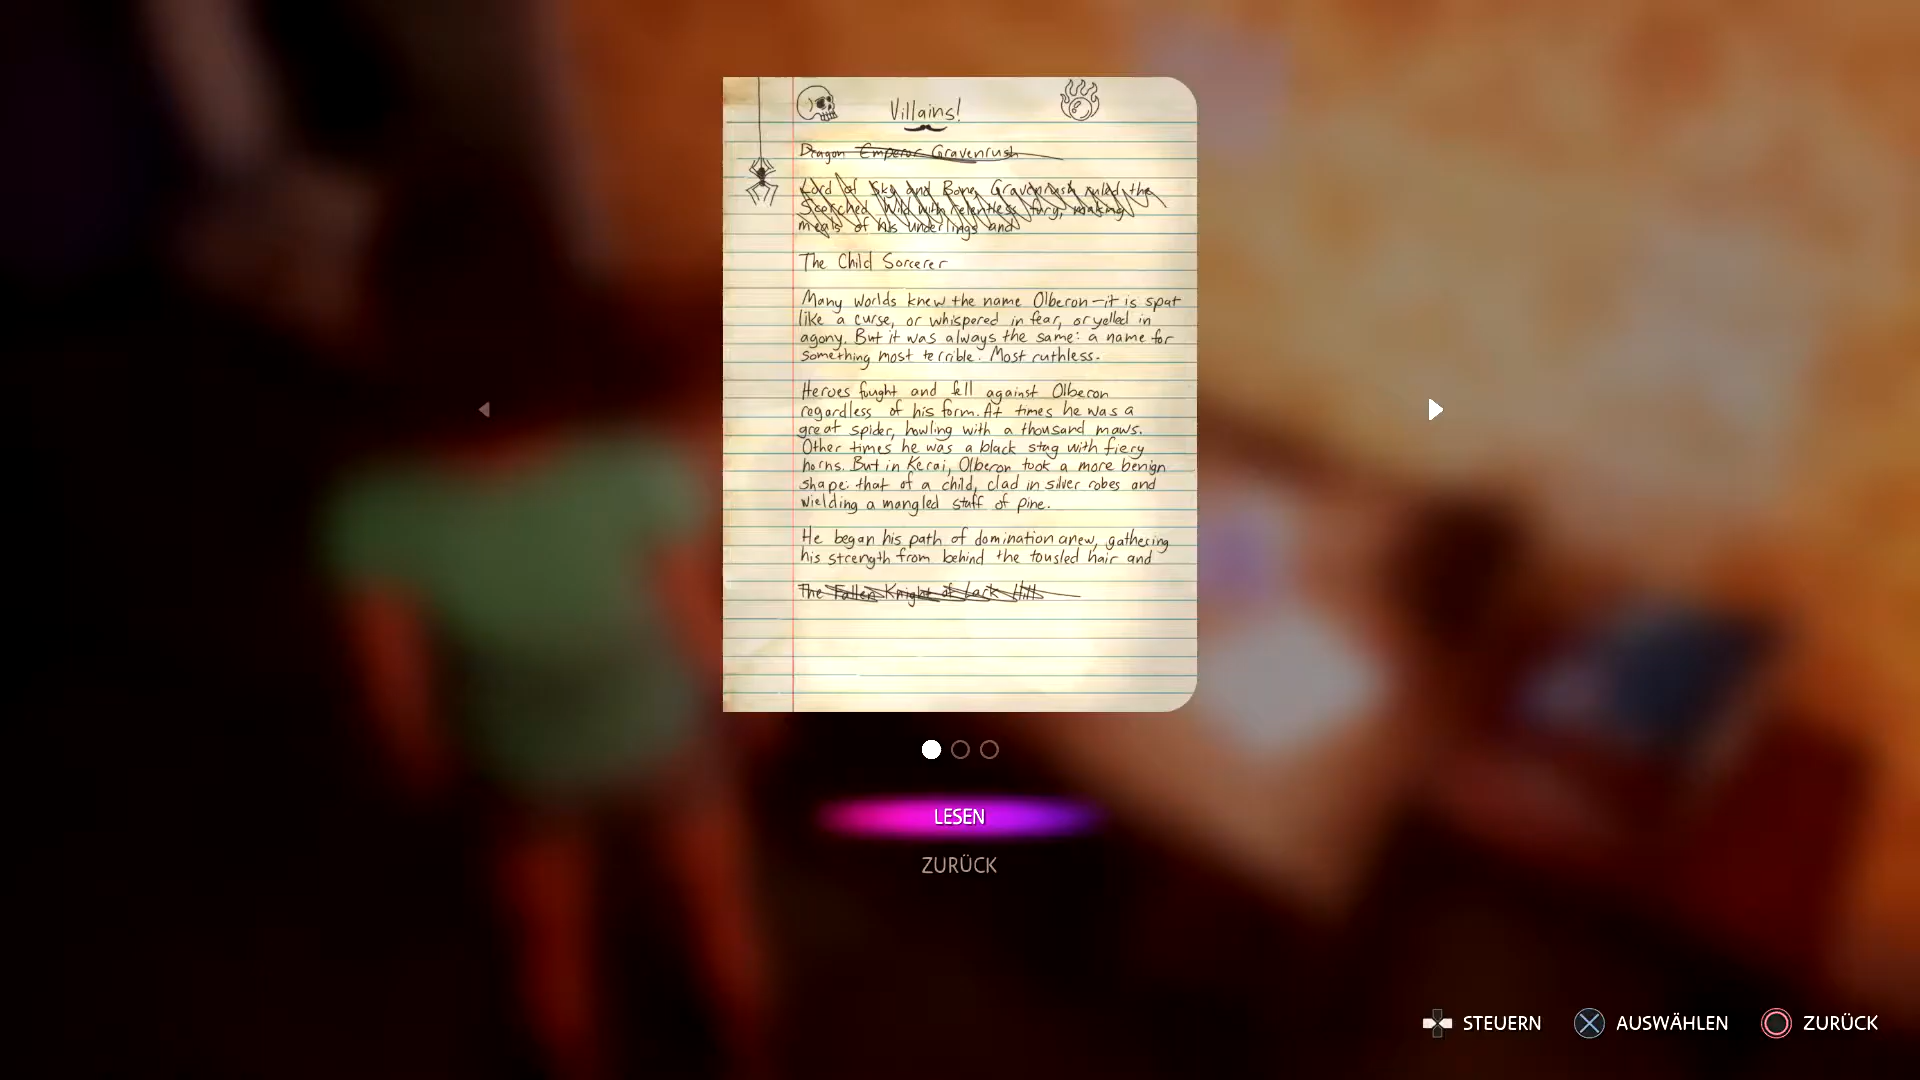 Villains!
Dragon Emperor Gravenrush
Lord of Sky and Bone, Gravenrush ruled the
Scorched Wild with relentless fury, making
meals of his underlings and
The Child Sorcerer
Many worlds knew the name Olberon—it is spat
like a curse, or whispered in fear, or yelled in
agony. But it was always the same: a name for
something most terrible. Most ruthless.
Heroes fought and fell against Olberon
regardless of his form. At times he was a
great spider, howling with a thousand maws.
Other times he was a black stag with fiery
horns. But in Kerai, Olberon took a more benign
shape: that of a child, clad in silver robes and
wielding a mangled staff of pine.
He began his path of domination anew, gathering
his strength from behind the tousled hair and
The Fallen Knight of Lark Hill
LESEN
ZURÜCK
STEUERN
AUSWÄHLEN
ZURÜCK